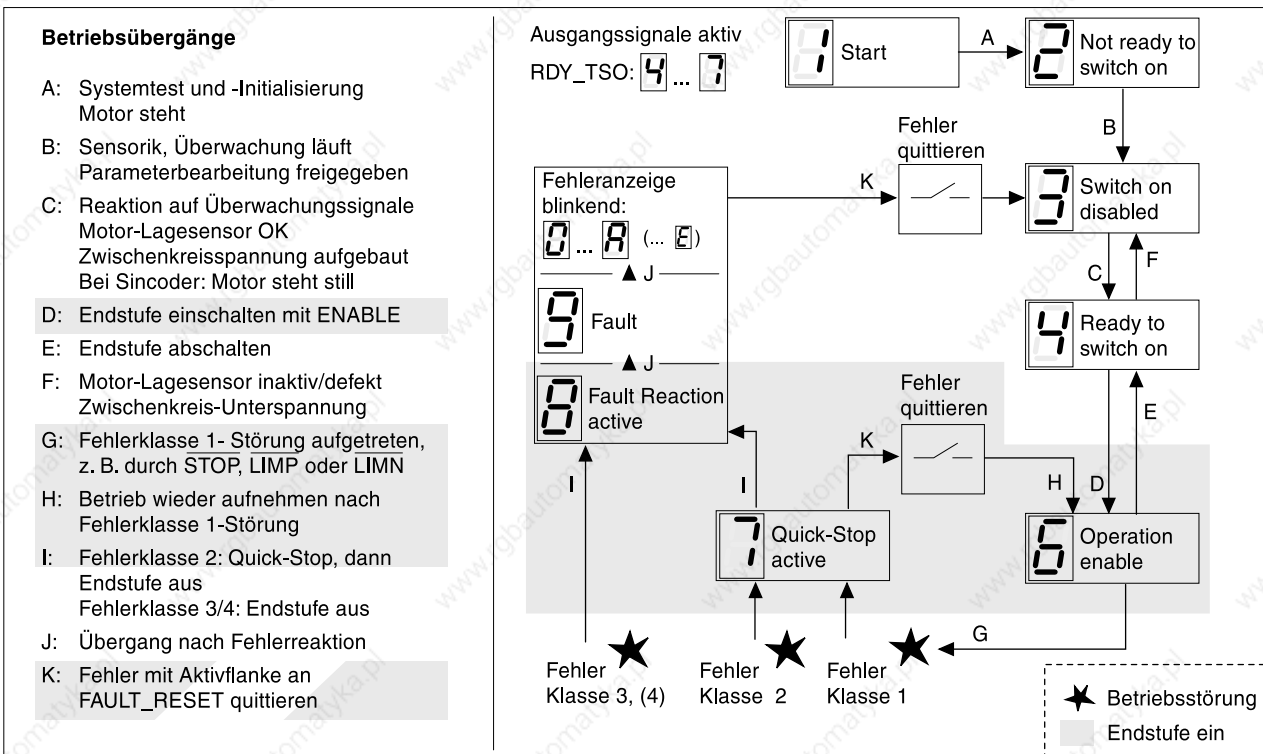 Betriebsübergänge
A: Systemtest und -Initialisierung
Motor steht
B: Sensorik, Überwachung läuft
Parameterbearbeitung freigegeben
C: Reaktion auf Überwachungssignale
Motor-Lagesensor OK
Zwischenkreisspannung aufgebaut
Bei Sincoder: Motor steht still
D: Endstufe einschalten mit ENABLE
E: Endstufe abschalten
F: Motor-Lagesensor inaktiv/defekt
Zwischenkreis-Unterspannung
G: Fehlerklasse 1- Störung aufgetreten,
z. B. durch STOP, LIMP oder LIMN
H: Betrieb wieder aufnehmen nach
Fehlerklasse 1-Störung
I: Fehlerklasse 2: Quick-Stop, dann
Endstufe aus
Fehlerklasse 3/4: Endstufe aus
J: Übergang nach Fehlerreaktion
K: Fehler mit Aktivflanke an
FAULT_RESET quittieren
Ausgangssignale aktiv
RDY_TSO: 4 ... 7
1 Start
A
2 Not ready to
switch on
B
Fehler
quittieren
K
3 Switch on
disabled
Fehleranzeige
blinkend:
0 ... A (... E)
J
9 Fault
J
8 Fault Reaction
active
C
F
4 Ready to
switch on
Fehler
quittieren
K
E
I
I
H
D
7 Quick-Stop
active
6 Operation
enable
G
Fehler
Klasse 3, (4)
Fehler
Klasse 2
Fehler
Klasse 1
Betriebsstörung
Endstufe ein
www.rgbautomatyka.pl